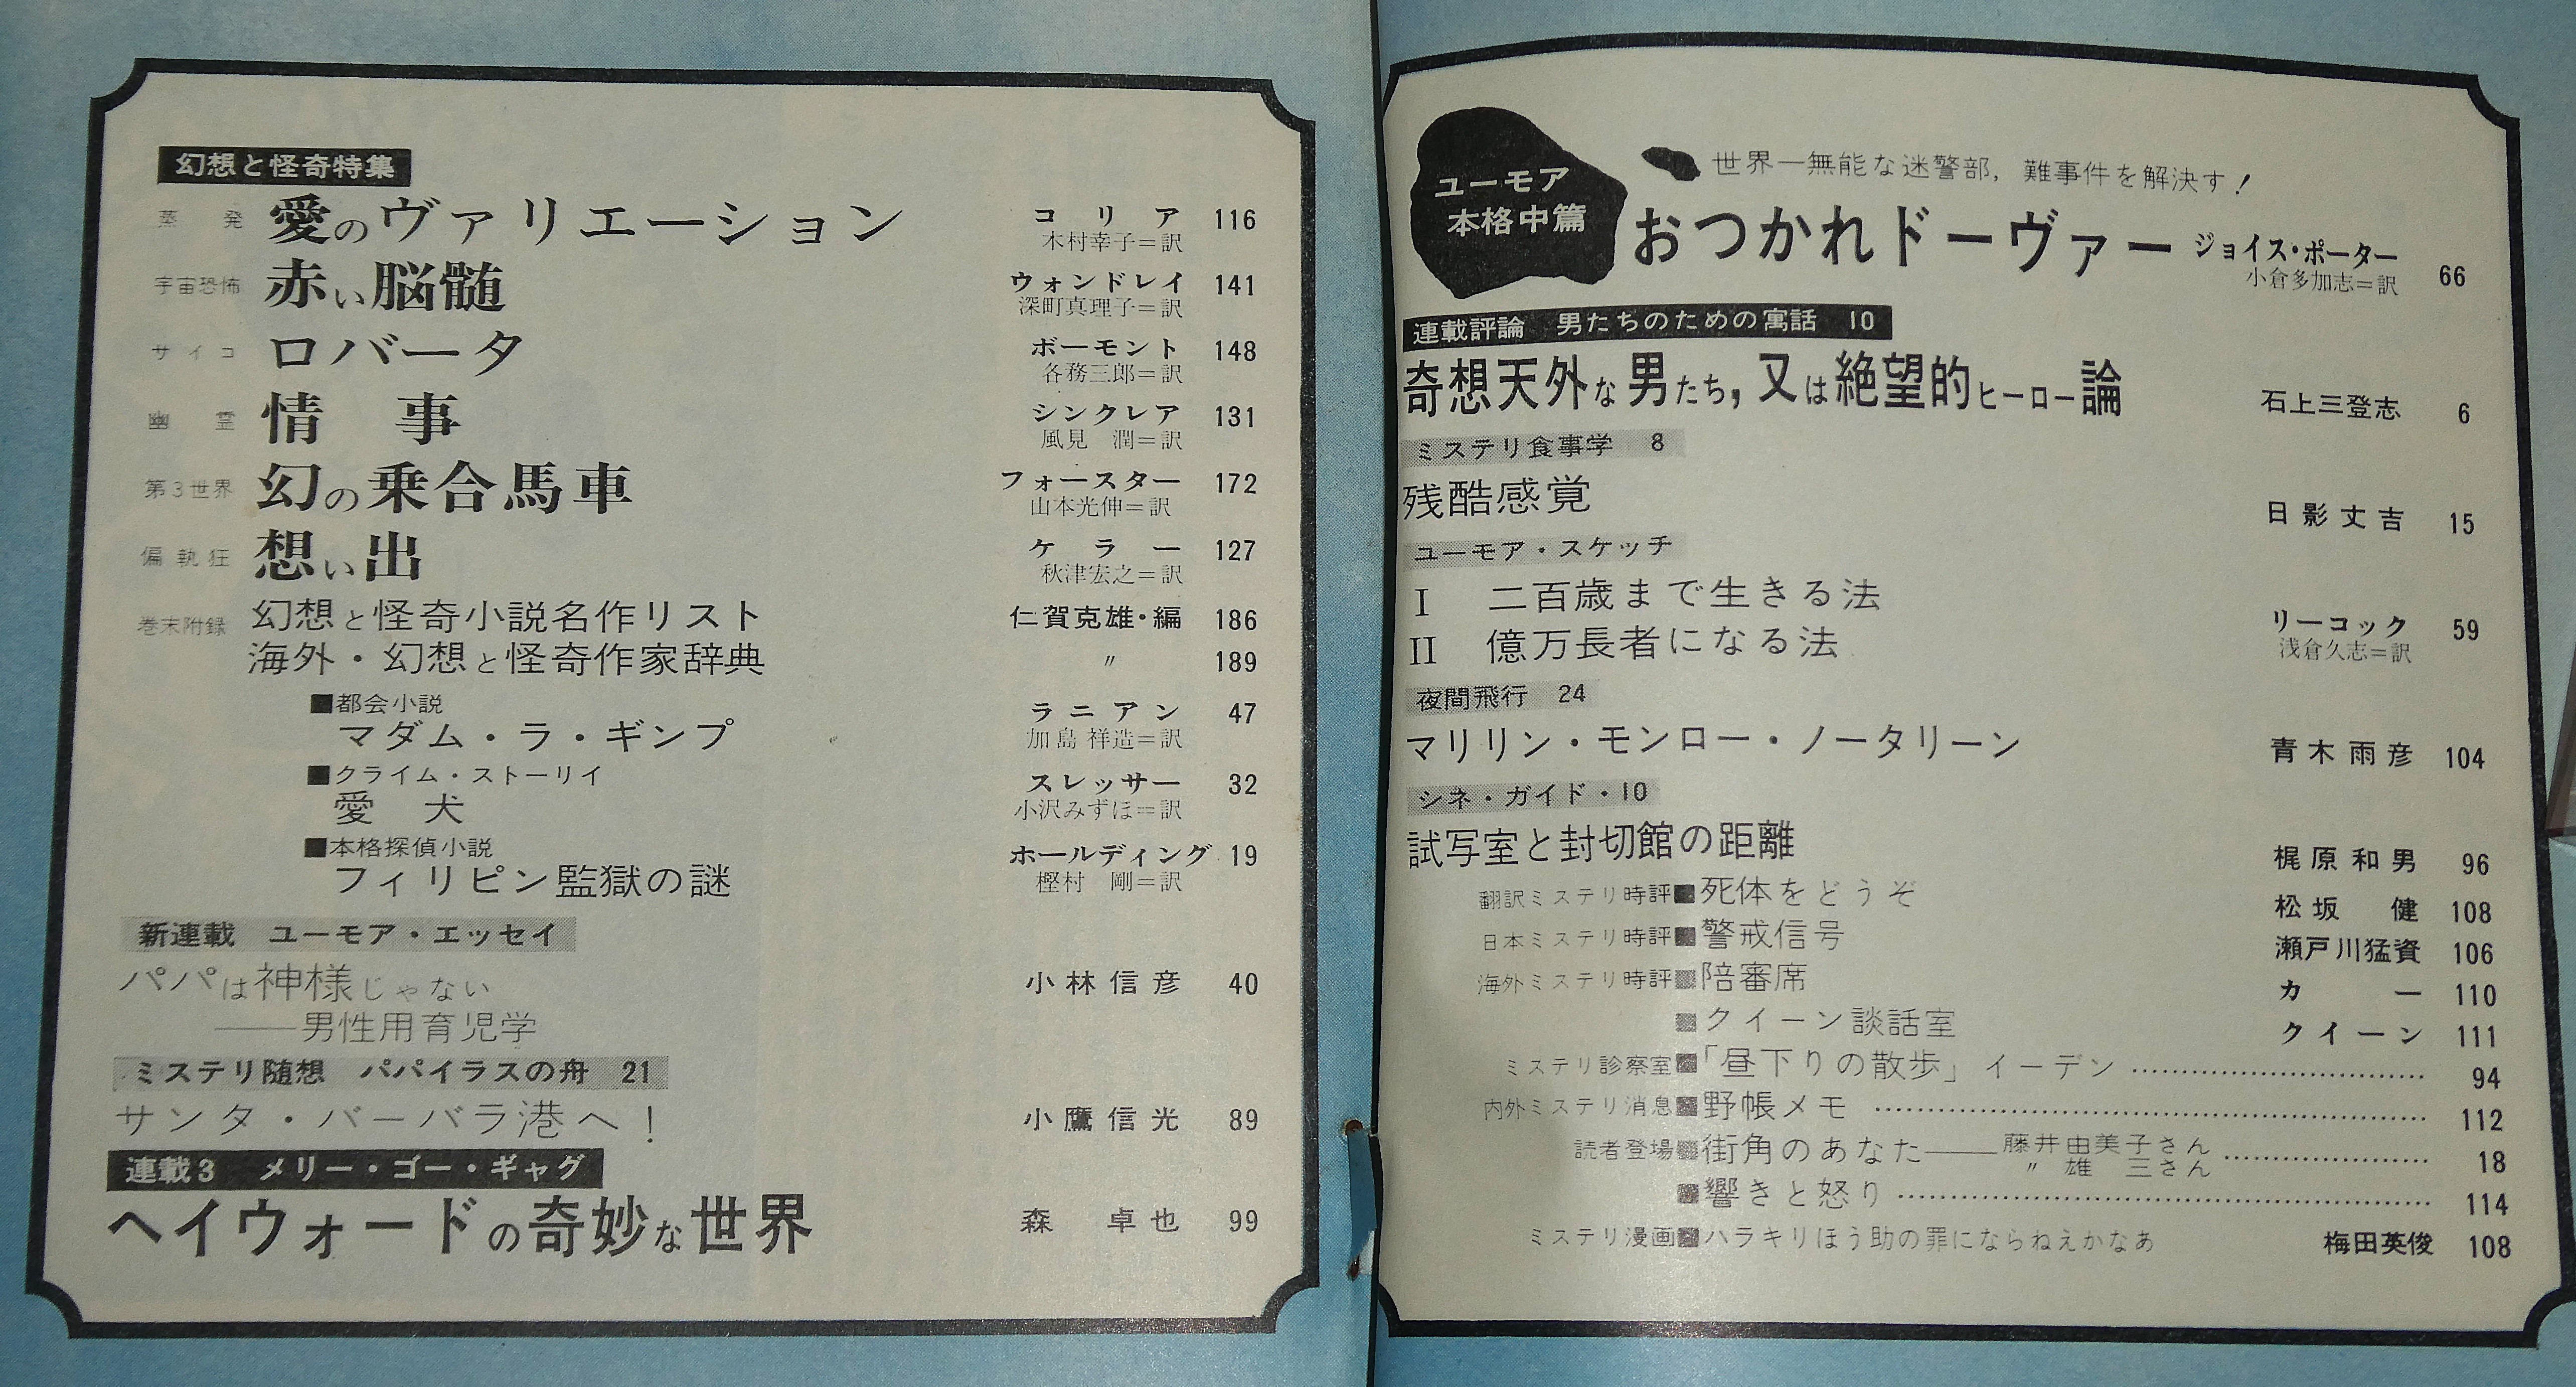 幻想と怪奇特集
蒸発 愛のヴァリエーション コリア 116
木村幸子=訳
宇宙恐怖 赤い脳髄 ウォンドレイ 141
深町真理子=訳
サイコ ロバータ ボーモント 148
各務三郎=訳
幽霊 情事 シンクレア 131
風見 潤=訳
第3世界 幻の乗合馬車 フォースター 172
山本光伸=訳
偏執狂 想い出 ケラー 127
秋津宏之=訳
巻末附録 幻想と怪奇小説名作リスト 仁賀克雄・編 186
海外・幻想と怪奇作家辞典 〃 189
■都会小説
マダム・ラ・ギンプ ラニアン 47
加島祥造=訳
■クライム・ストーリイ
愛犬 スレッサー 32
小沢みずほ=訳
■本格探偵小説
フィリピン監獄の謎 ホールディング 19
樫村 剛=訳
新連載 ユーモア・エッセイ
パパは神様じゃない 小林信彦 40
――男性用育児学
ミステリ随想 パパイラスの舟 21
サンタ・バーバラ港へ! 小鷹信光 89
連載3 メリー・ゴー・ギャグ
ヘイウォードの奇妙な世界 森 卓也 99
ユーモア
本格中篇
世界一無能な迷警部,難事件を解決す!
おつかれドーヴァー ジョイス・ポーター 66
小倉多加志=訳
連載評論 男たちのための寓話 10
奇想天外な男たち,又は絶望的ヒーロー論 石上三登志 6
ミステリ食事学 8
残酷感覚 日影丈吉 15
ユーモア・スケッチ
I 二百歳まで生きる法
II 億万長者になる法 リーコック 59
浅倉久志=訳
夜間飛行 24
マリリン・モンロー・ノータリーン 青木雨彦 104
シネ・ガイド・10
試写室と封切館の距離 梶原和男 96
翻訳ミステリ時評■死体をどうぞ 松坂 健 108
日本ミステリ時評■警戒信号 瀬戸川猛資 106
海外ミステリ時評■陪審席 カー 110
■クイーン談話室 クイーン 111
ミステリ診察室■「昼下りの散歩」イーデン 94
内外ミステリ消息■野帳メモ 112
読者登場■街角のあなた――藤井由美子さん 18
〃 雄 三さん
■響きと怒り 114
ミステリ漫画■ハラキリほう助の罪にならねえかなあ 梅田英俊 108